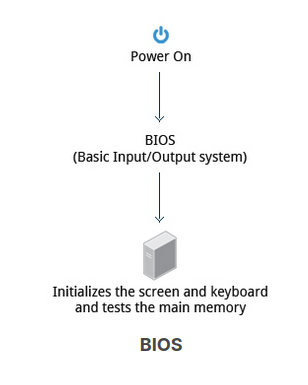 Power On
BIOS
(Basic Input/Output system)
Initializes the screen and keyboard
and tests the main memory
BIOS